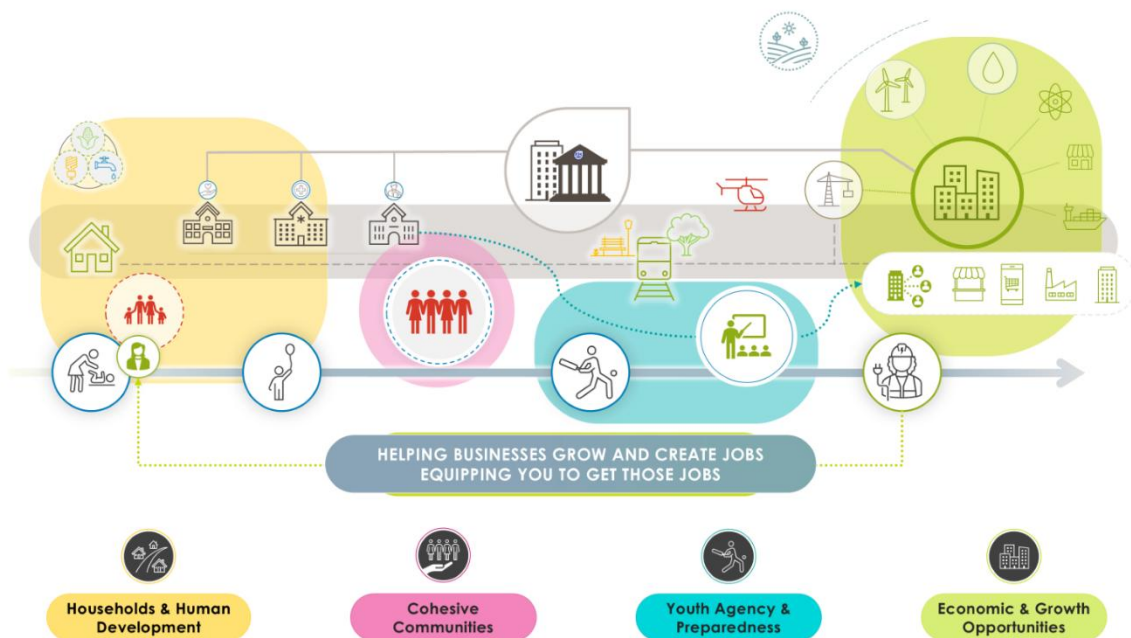 HELPING BUSINESSES GROW AND CREATE JOBS
EQUIPPING YOU TO GET THOSE JOBS
Households & Human
Development
Cohesive
Communities
Youth Agency &
Preparedness
Economic & Growth
Opportunities